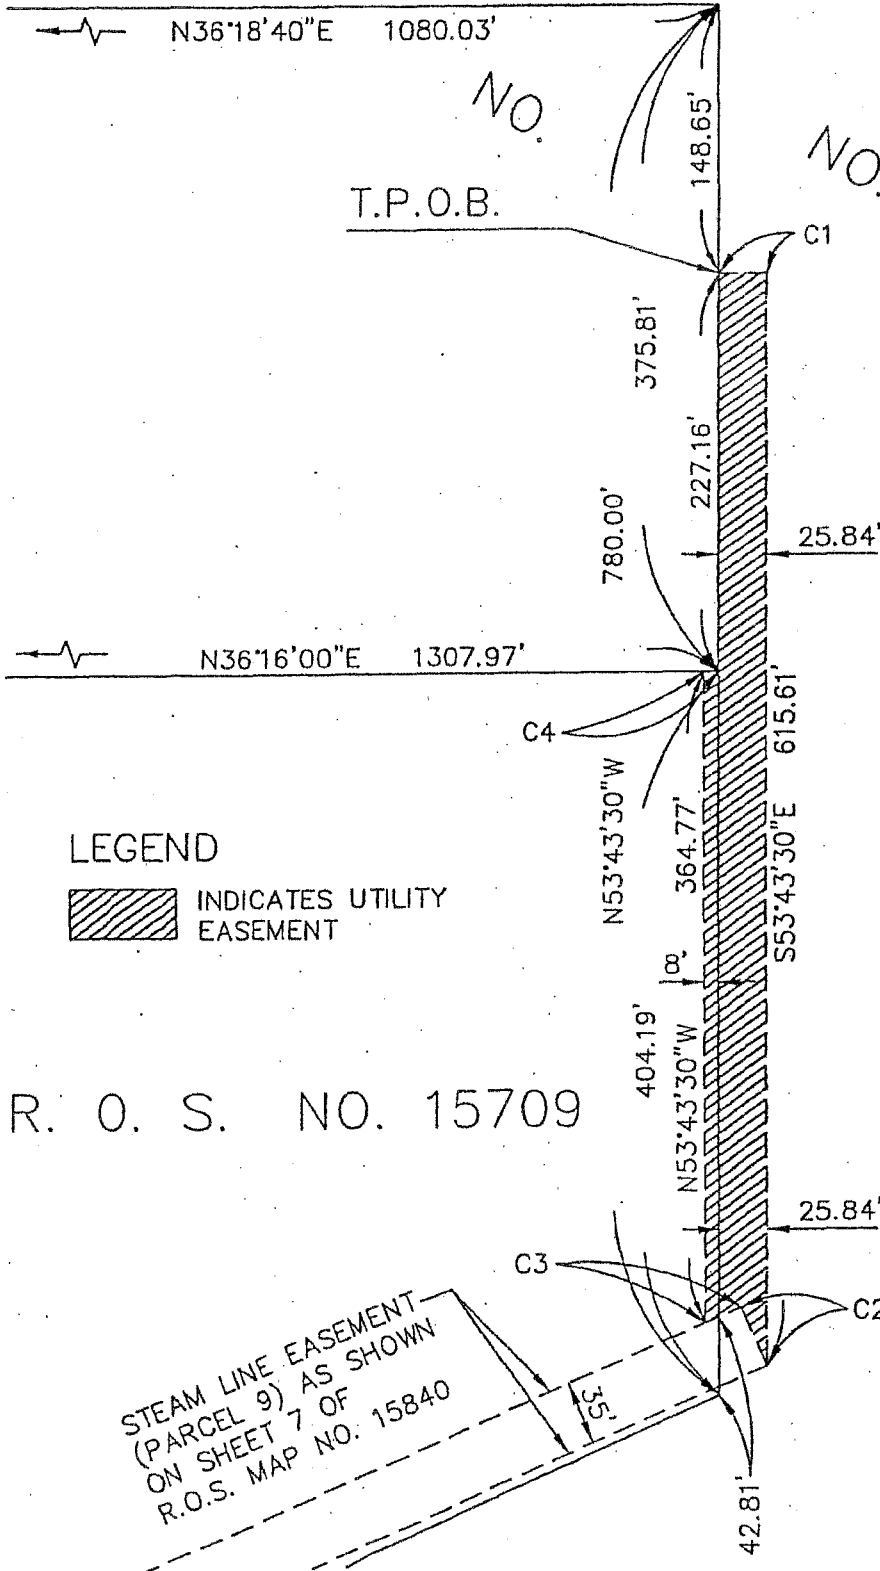 N36°18'40"E 1080.03'
NO.
NO.
148.65'
T.P.O.B.
C1
375.81'
227.16'
780.00'
25.84'
N36°16'00"E 1307.97'
C4
615.61'
S53°43'30"E
N53°43'30"W
364.77'
LEGEND
INDICATES UTILITY
EASEMENT
8'
404.19'
N53°43'30"W
R. O. S. NO. 15709
25.84'
C3
C2
STEAM LINE EASEMENT
(PARCEL 9) AS SHOWN
ON SHEET 7 OF
R.O.S. MAP NO. 15840
35'
42.81'